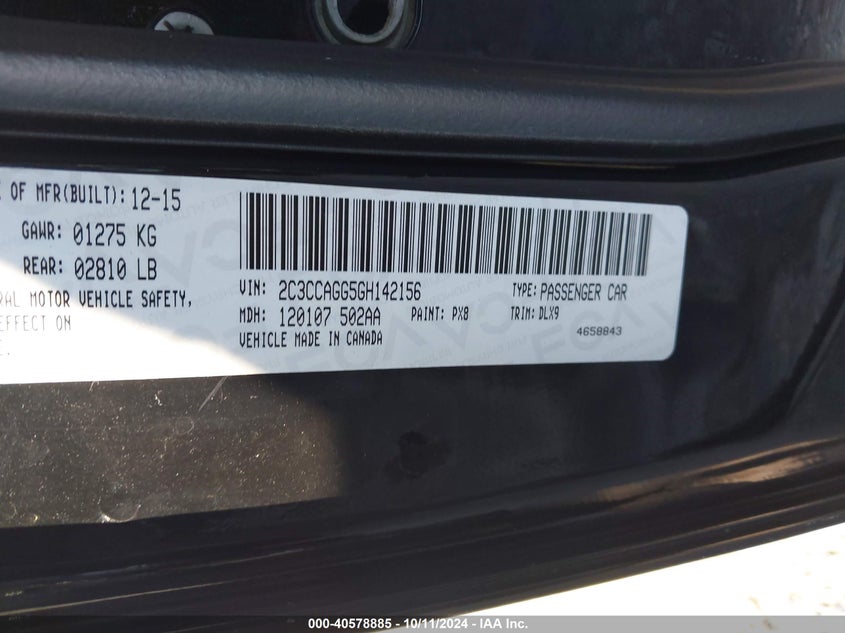 E OF MFR(BUILT): 12-15
GAWR: 01275 KG
REAR: 02810 LB
RAL MOTOR VEHICLE SAFETY,
EFFECT ON
E.
VIN: 2C3CCAGG5GH142156 TYPE: PASSENGER CAR
MDH: 120107 502AA PAINT: PX8 TRIM: DLX9
VEHICLE MADE IN CANADA
4658843
000-40578885 - 10/11/2024 - IAA Inc.